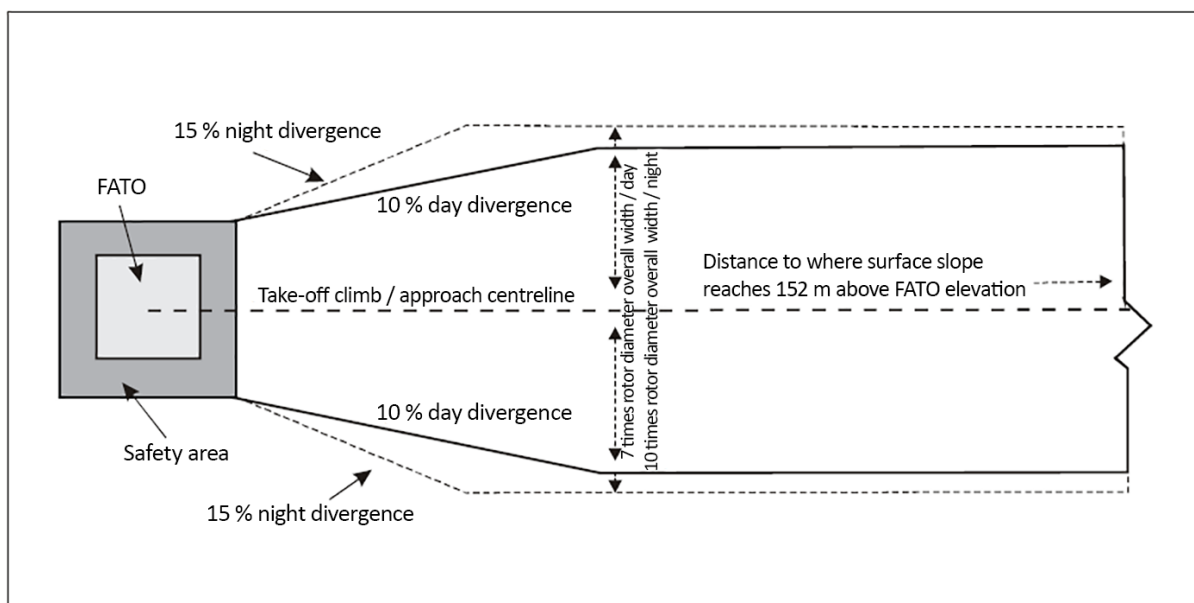 15 % night divergence
FATO
10 % day divergence
7 times rotor diameter overall width / day
10 times rotor diameter overall width / night
Distance to where surface slope
reaches 152 m above FATO elevation
Take-off climb / approach centreline
10 % day divergence
Safety area
15 % night divergence